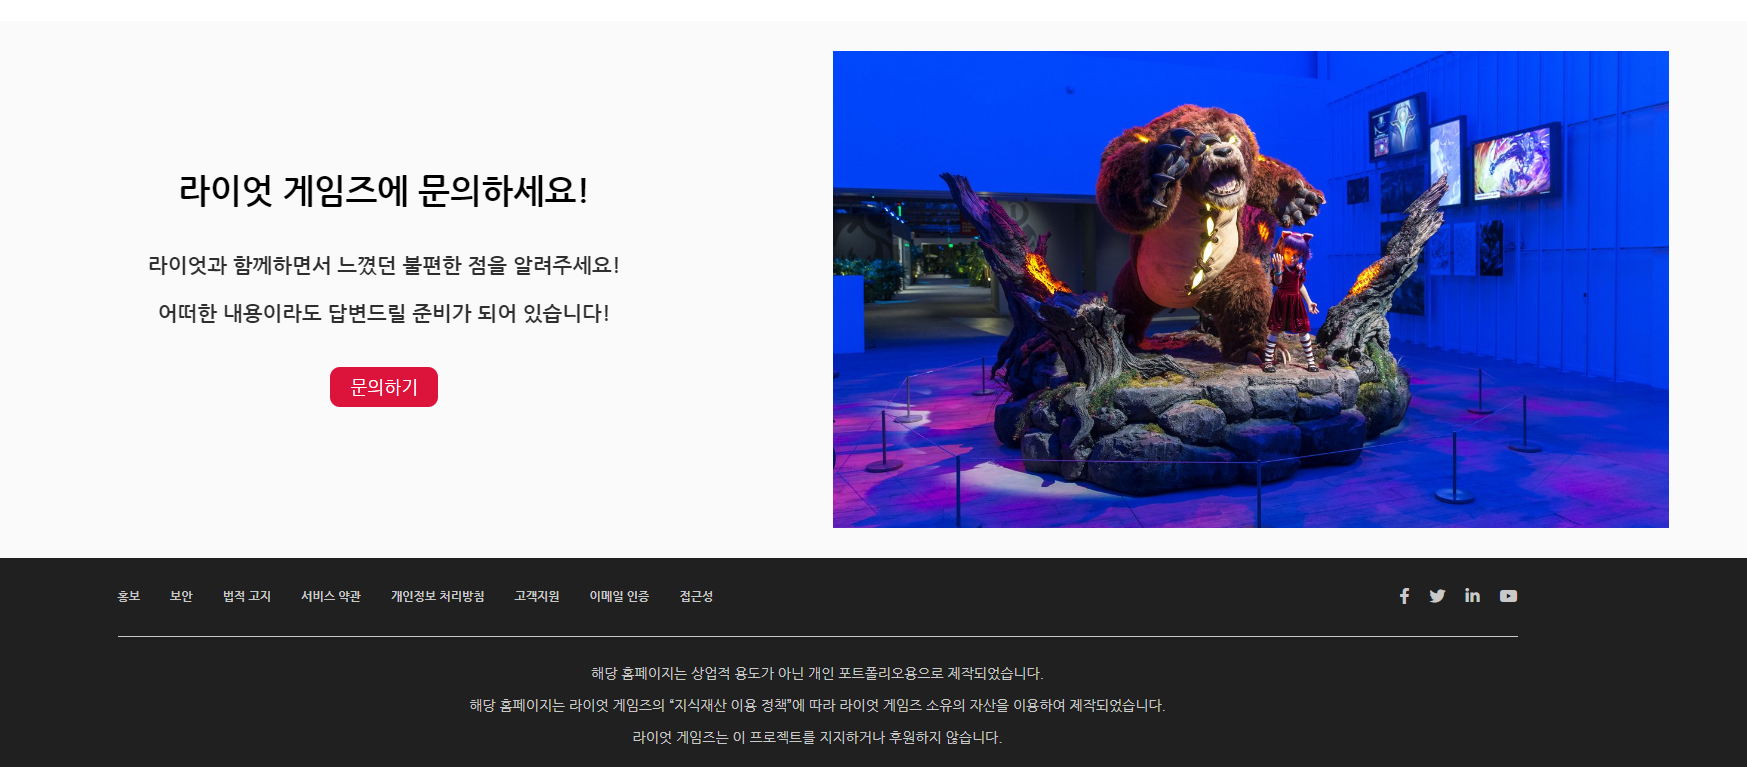 라이엇 게임즈에 문의하세요!
라이엇과 함께하면서 느꼈던 불편한 점을 알려주세요!
어떠한 내용이라도 답변드릴 준비가 되어 있습니다!
문의하기
홍보 보안 법적 고지 서비스 약관 개인정보 처리방침 고객지원 이메일 인증 접근성
해당 홈페이지는 상업적 용도가 아닌 개인 포트폴리오용으로 제작되었습니다.
해당 홈페이지는 라이엇 게임즈의 “지식재산 이용 정책”에 따라 라이엇 게임즈 소유의 자산을 이용하여 제작되었습니다.
라이엇 게임즈는 이 프로젝트를 지지하거나 후원하지 않습니다.